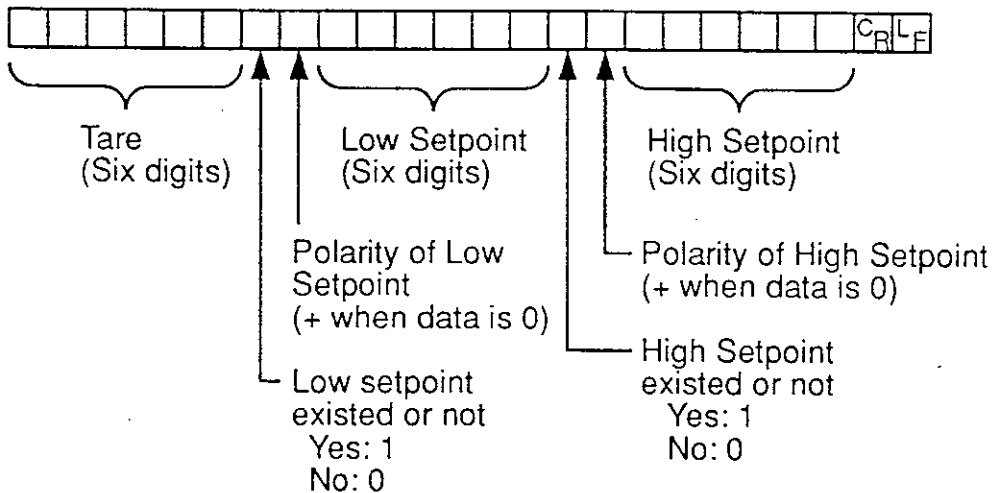 CR LF
Tare
(Six digits)
Low Setpoint
(Six digits)
High Setpoint
(Six digits)
Polarity of Low
Setpoint
(+ when data is 0)
Polarity of High Setpoint
(+ when data is 0)
Low setpoint
existed or not
Yes: 1
No: 0
High Setpoint
existed or not
Yes: 1
No: 0